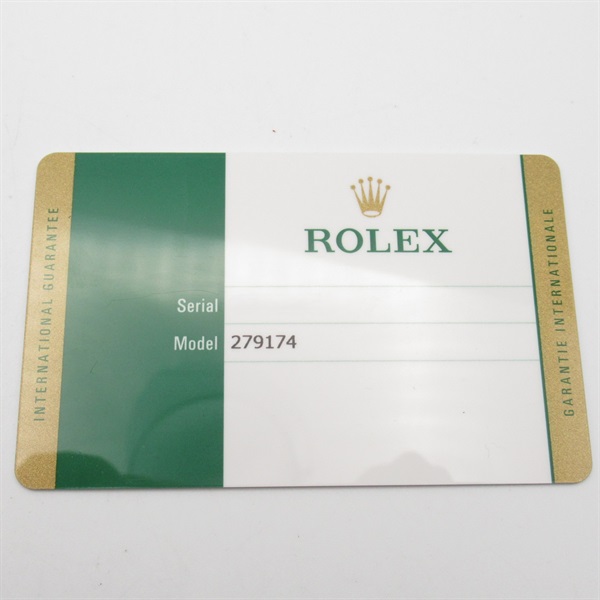 INTERNATIONAL GUARANTEE
ROLEX
Serial
Model 279174
GARANTIE INTERNATIONALE